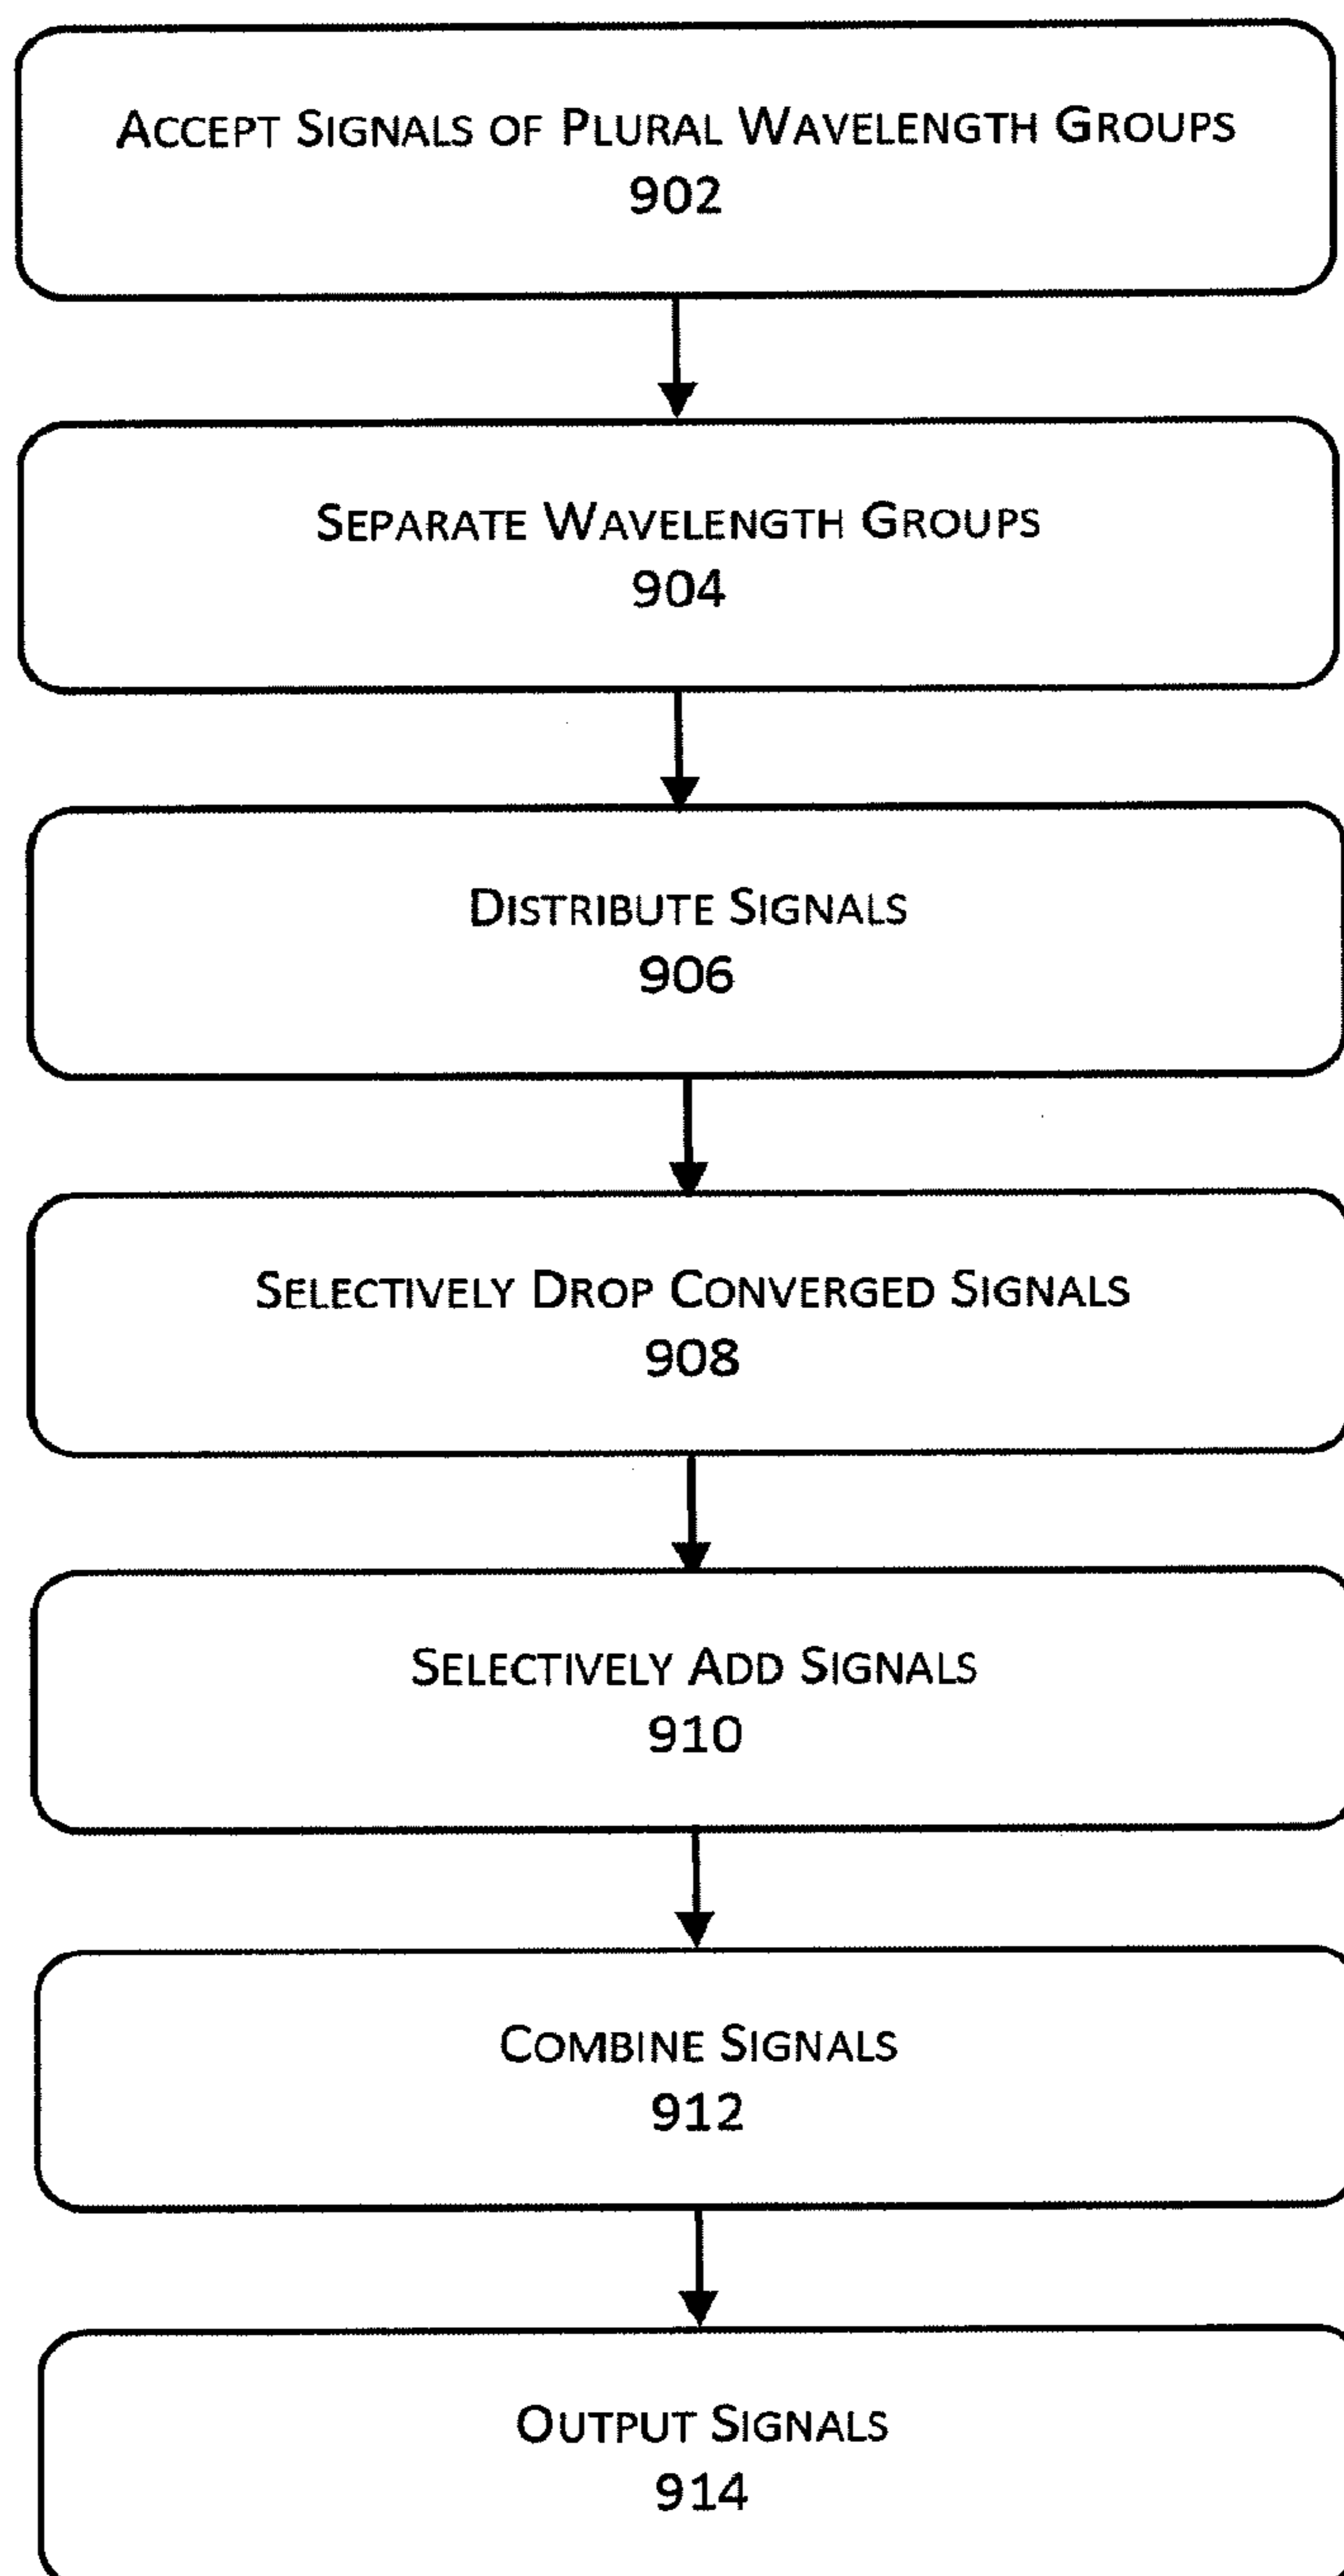 ACCEPT SIGNALS OF PLURAL WAVELENGTH GROUPS
902
SEPARATE WAVELENGTH GROUPS
904
DISTRIBUTE SIGNALS
906
SELECTIVELY DROP CONVERGED SIGNALS
908
SELECTIVELY ADD SIGNALS
910
COMBINE SIGNALS
912
OUTPUT SIGNALS
914